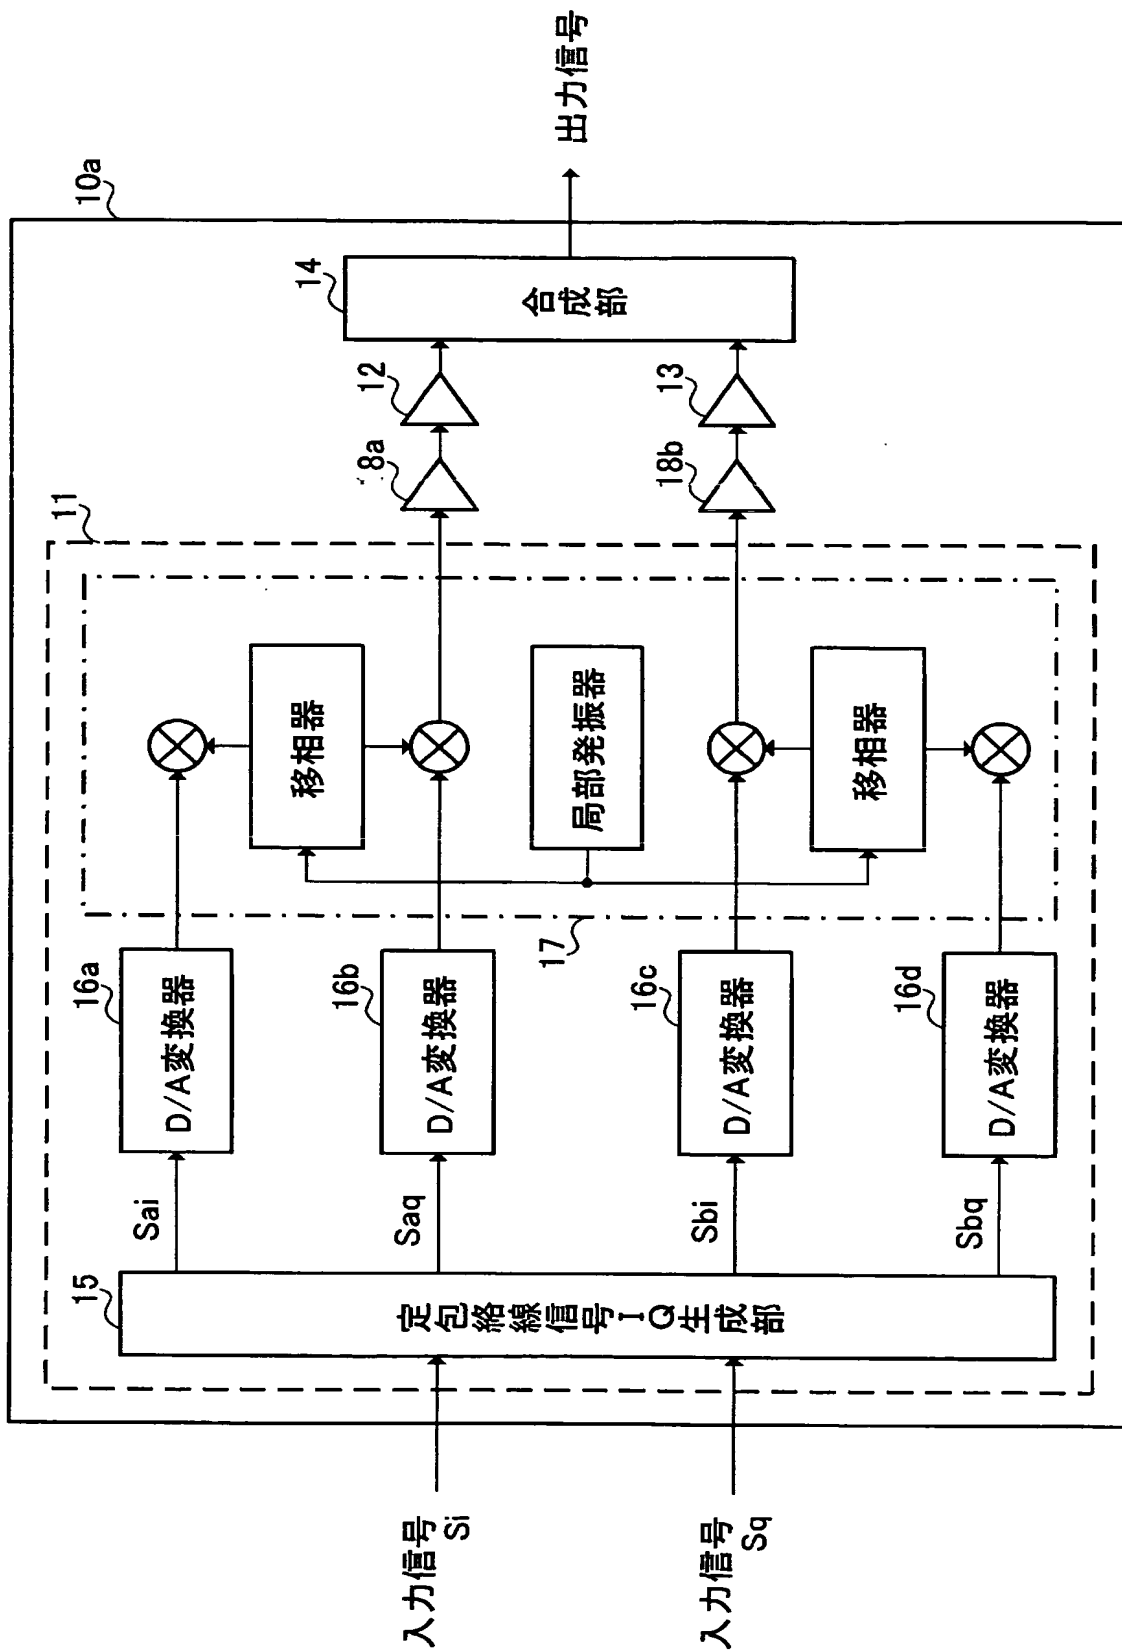 10a
11
入力信号
Si
入力信号
Sq
15
定包絡線信号IQ生成部
Sai
Saq
Sbi
Sbq
16a
D/A変換器
16b
D/A変換器
16c
D/A変換器
16d
D/A変換器
17
移相器
局部発振器
移相器
18a
12
18b
13
14
合成部
出力信号